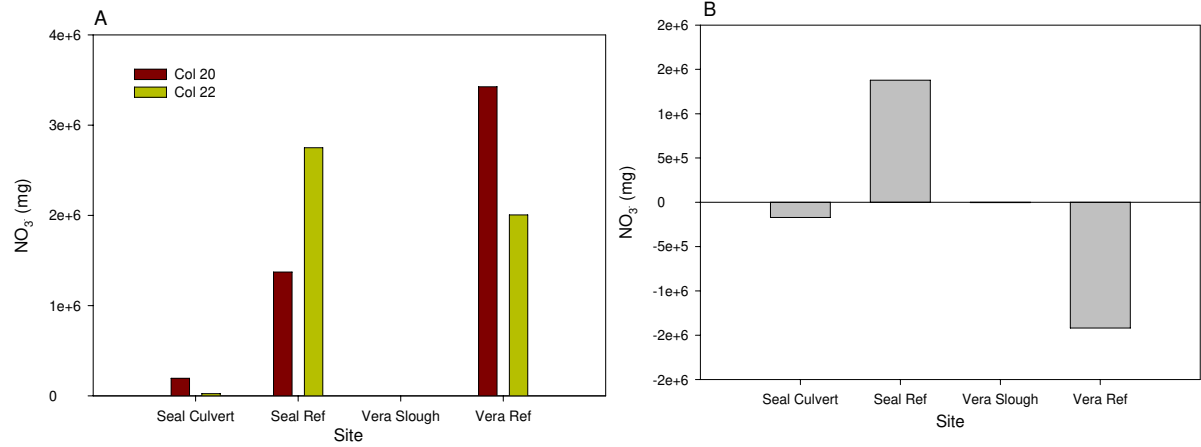 A
4e+6
3e+6
2e+6
1e+6
0
NO3- (mg)
Col 20
Col 22
Seal Culvert Seal Ref Vera Slough Vera Ref
Site
B
2e+6
2e+6
1e+6
5e+5
0
-5e+5
-1e+6
-2e+6
-2e+6
NO3- (mg)
Seal Culvert Seal Ref Vera Slough Vera Ref
Site